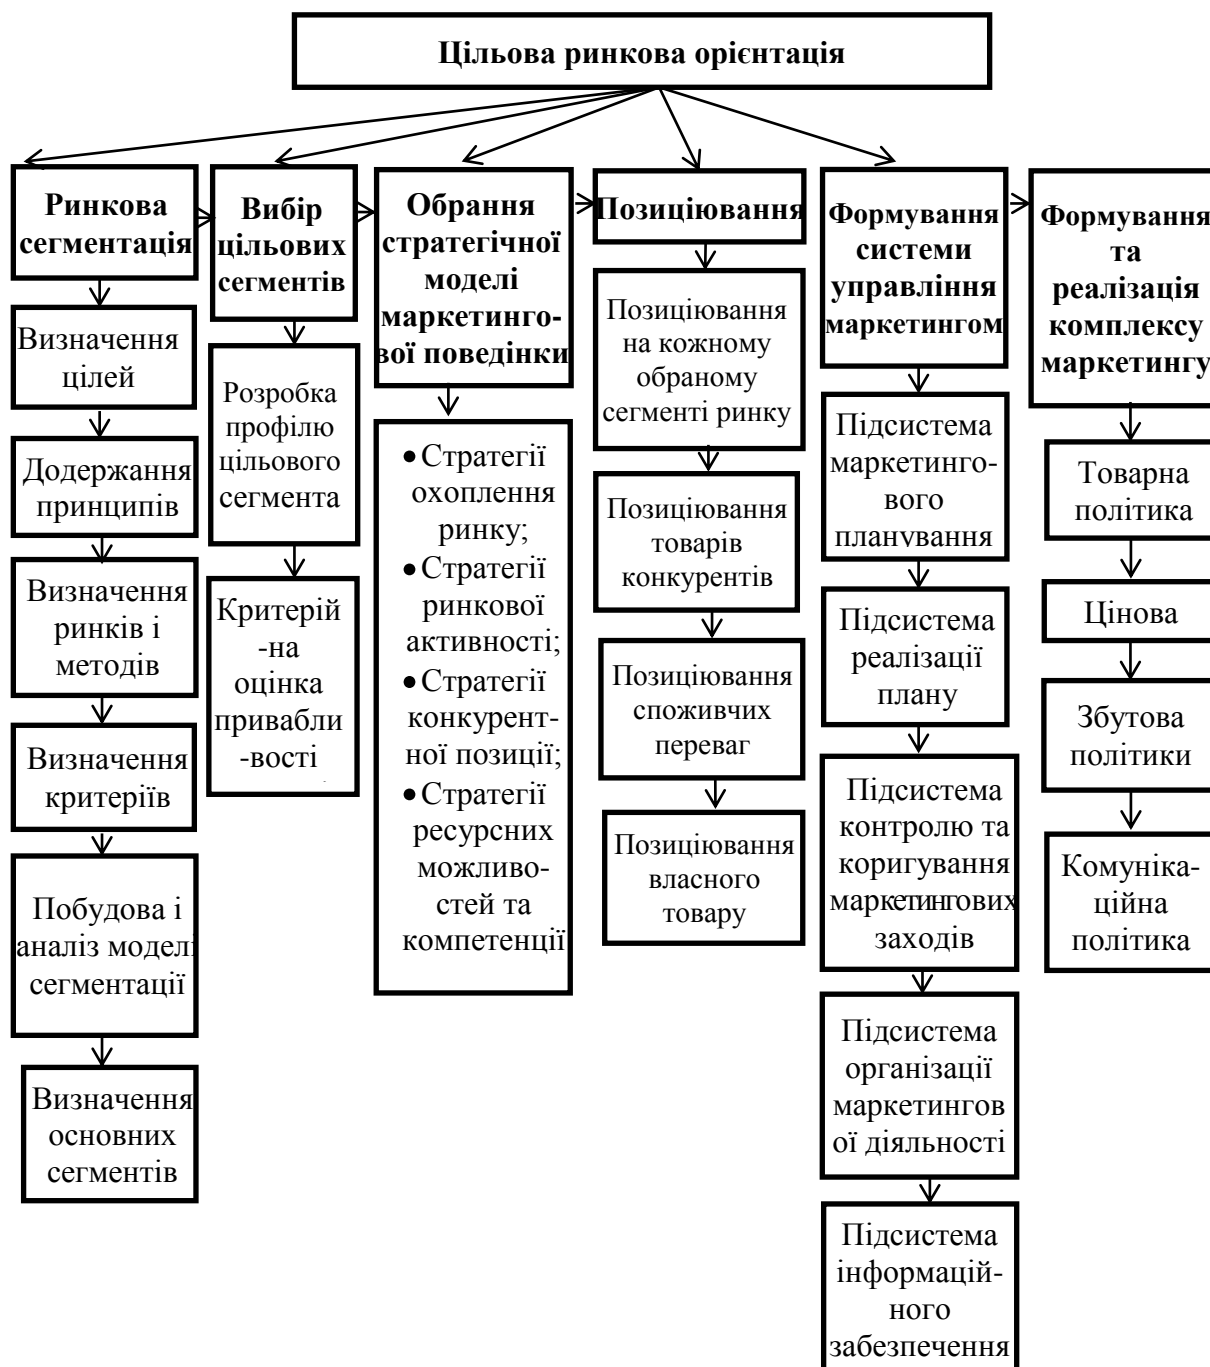 Цільова ринкова орієнтація
Ринкова
сегментація
Визначення
цілей
Додержання
принципів
Визначення
ринків і
методів
Визначення
критеріїв
Побудова і
аналіз моделі
сегментації
Визначення
основних
сегментів
Вибір
цільових
сегментів
Розробка
профілю
цільового
сегмента
Критерій
-на
оцінка
привабли
-вості
Обрання
стратегічної
моделі
маркетинго-
вої поведінки
• Стратегії
охоплення
ринку;
• Стратегії
ринкової
активності;
• Стратегії
конкурент-
ної позиції;
• Стратегії
ресурсних
можливо-
стей та
компетенції
Позиціювання
Позиціювання
на кожному
обраному
сегменті ринку
Позиціювання
товарів
конкурентів
Позиціювання
споживчих
переваг
Позиціювання
власного
товару
Формування
системи
управління
маркетингом
Підсистема
маркетинго-
вого
планування
Підсистема
реалізації
плану
Підсистема
контролю та
коригування
маркетингових
заходів
Підсистема
організації
маркетингов
ої діяльності
Підсистема
інформацій-
ного
забезпечення
Формування
та
реалізація
комплексу
маркетингу
Товарна
політика
Цінова
Збутова
політики
Комуніка-
ційна
політика